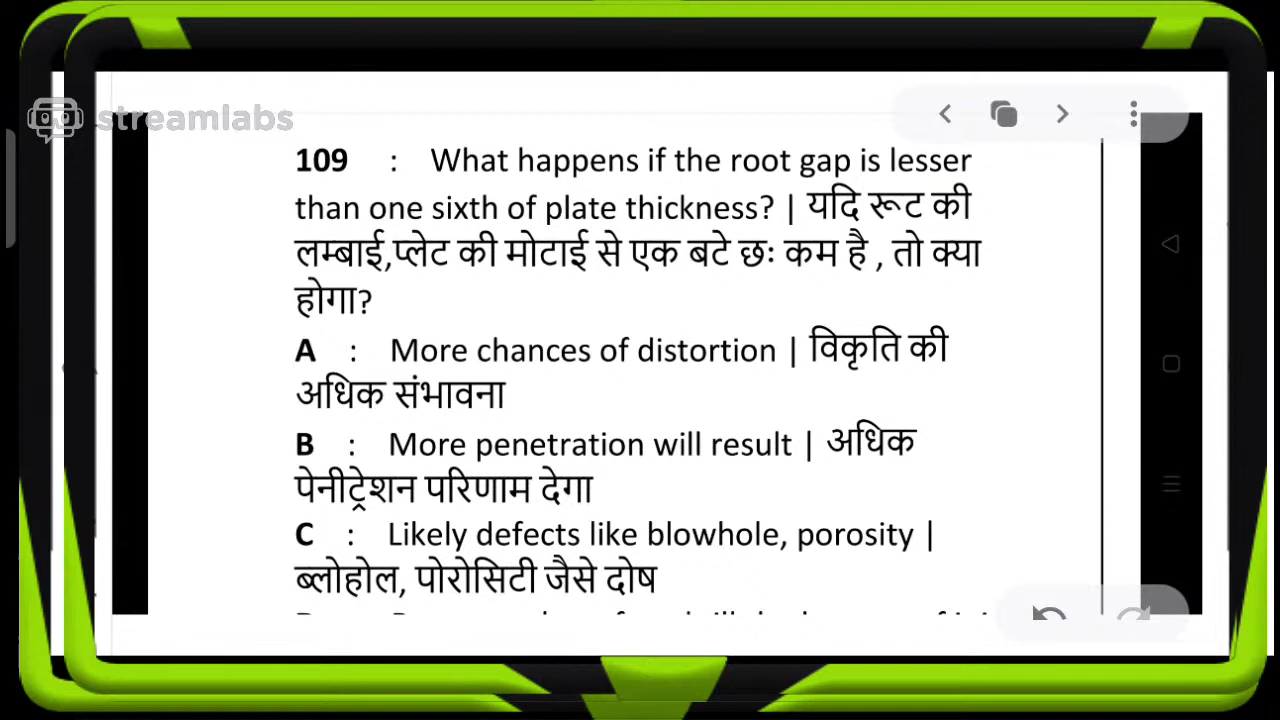 streamlabs
109 : What happens if the root gap is lesser
than one sixth of plate thickness? | यदि रूट की
लम्बाई,प्लेट की मोटाई से एक बटे छः कम है , तो क्या
होगा?
A : More chances of distortion | विकृति की
अधिक संभावना
B : More penetration will result | अधिक
पेनीट्रेशन परिणाम देगा
C : Likely defects like blowhole, porosity |
ब्लोहोल, पोरोसिटी जैसे दोष